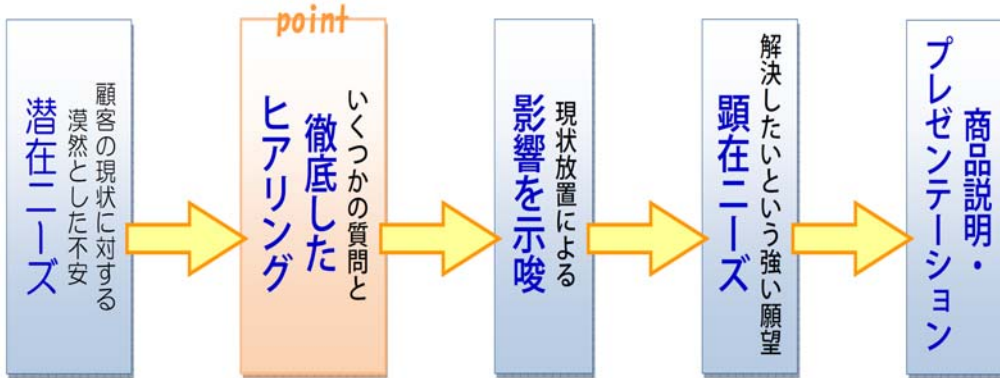 顧客の現状に対する
漠然とした不安
潜在ニーズ
point
いくつかの質問と
徹底した
ヒアリング
現状放置による
影響を示唆
解決したいという強い願望
顕在ニーズ
商品説明・
プレゼンテーション